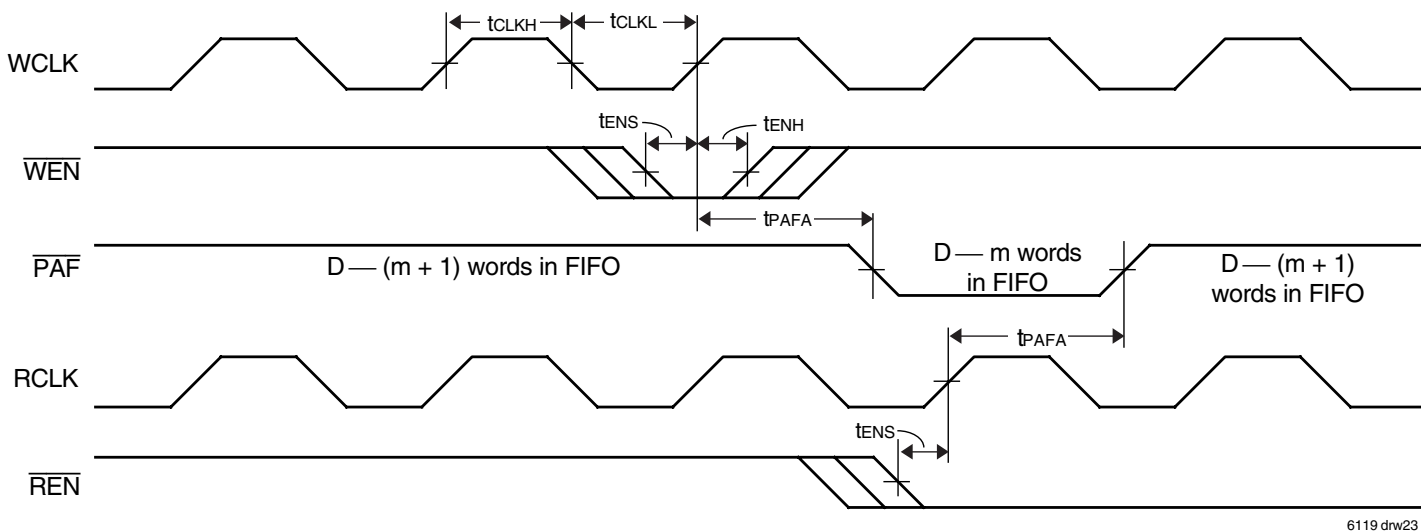 tCLKH tCLKL
WCLK
tENS tENH
WEN
tPAFA
PAF
D — (m + 1) words in FIFO
D — m words
in FIFO
D — (m + 1)
words in FIFO
tPAFA
RCLK
tENS
REN
6119 drw23